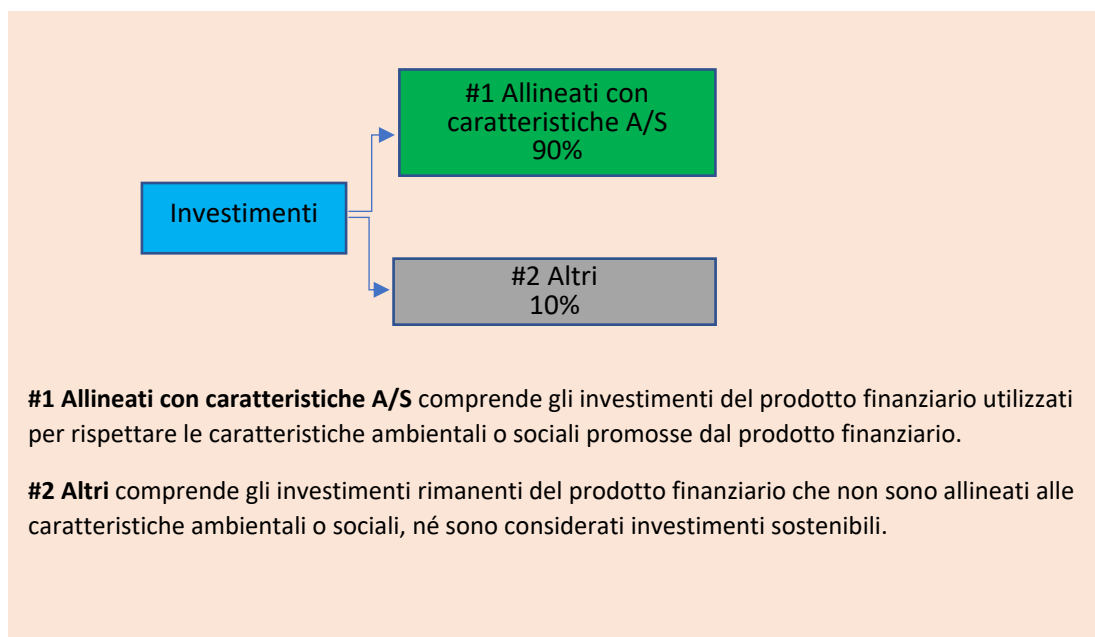 #1 Allineati con
caratteristiche A/S
90%
Investimenti
#2 Altri
10%
#1 Allineati con caratteristiche A/S comprende gli investimenti del prodotto finanziario utilizzati
per rispettare le caratteristiche ambientali o sociali promosse dal prodotto finanziario.
#2 Altri comprende gli investimenti rimanenti del prodotto finanziario che non sono allineati alle
caratteristiche ambientali o sociali, né sono considerati investimenti sostenibili.